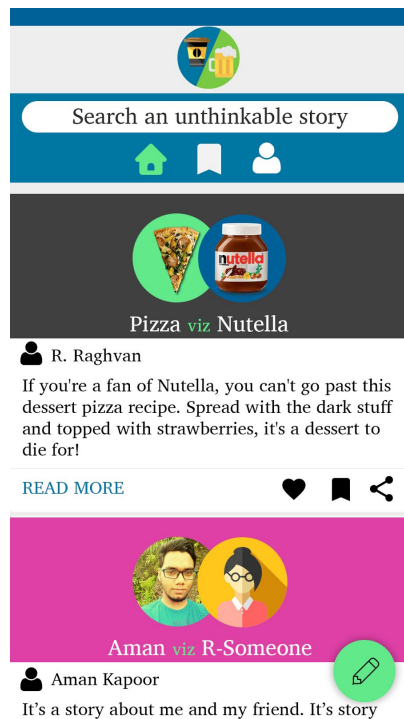 Search an unthinkable story
nutella
Pizza viz Nutella
R. Raghvan
If you're a fan of Nutella, you can't go past this
dessert pizza recipe. Spread with the dark stuff
and topped with strawberries, it's a dessert to
die for!
READ MORE
Aman viz R-Someone
Aman Kapoor
It's a story about me and my friend. It's story